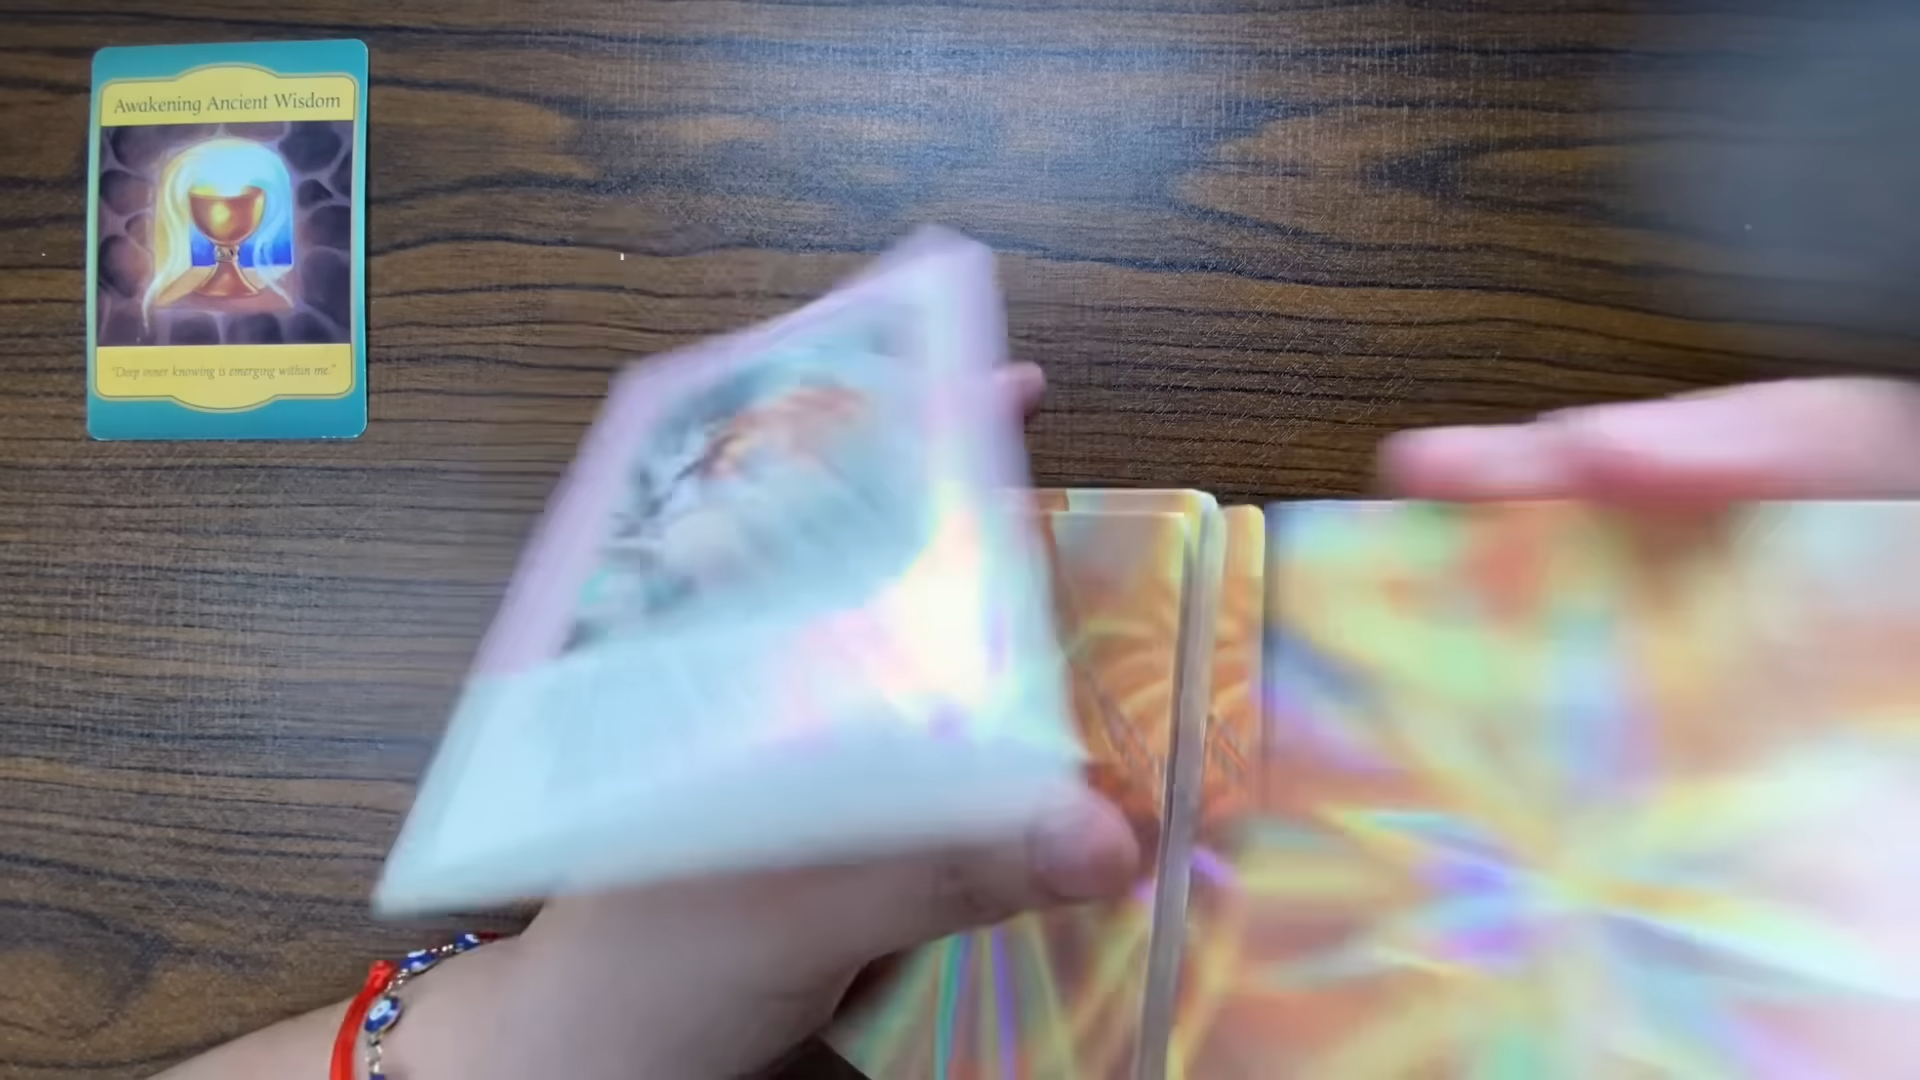 Awakening Ancient Wisdom
"Deep inner knowing is emerging within me."